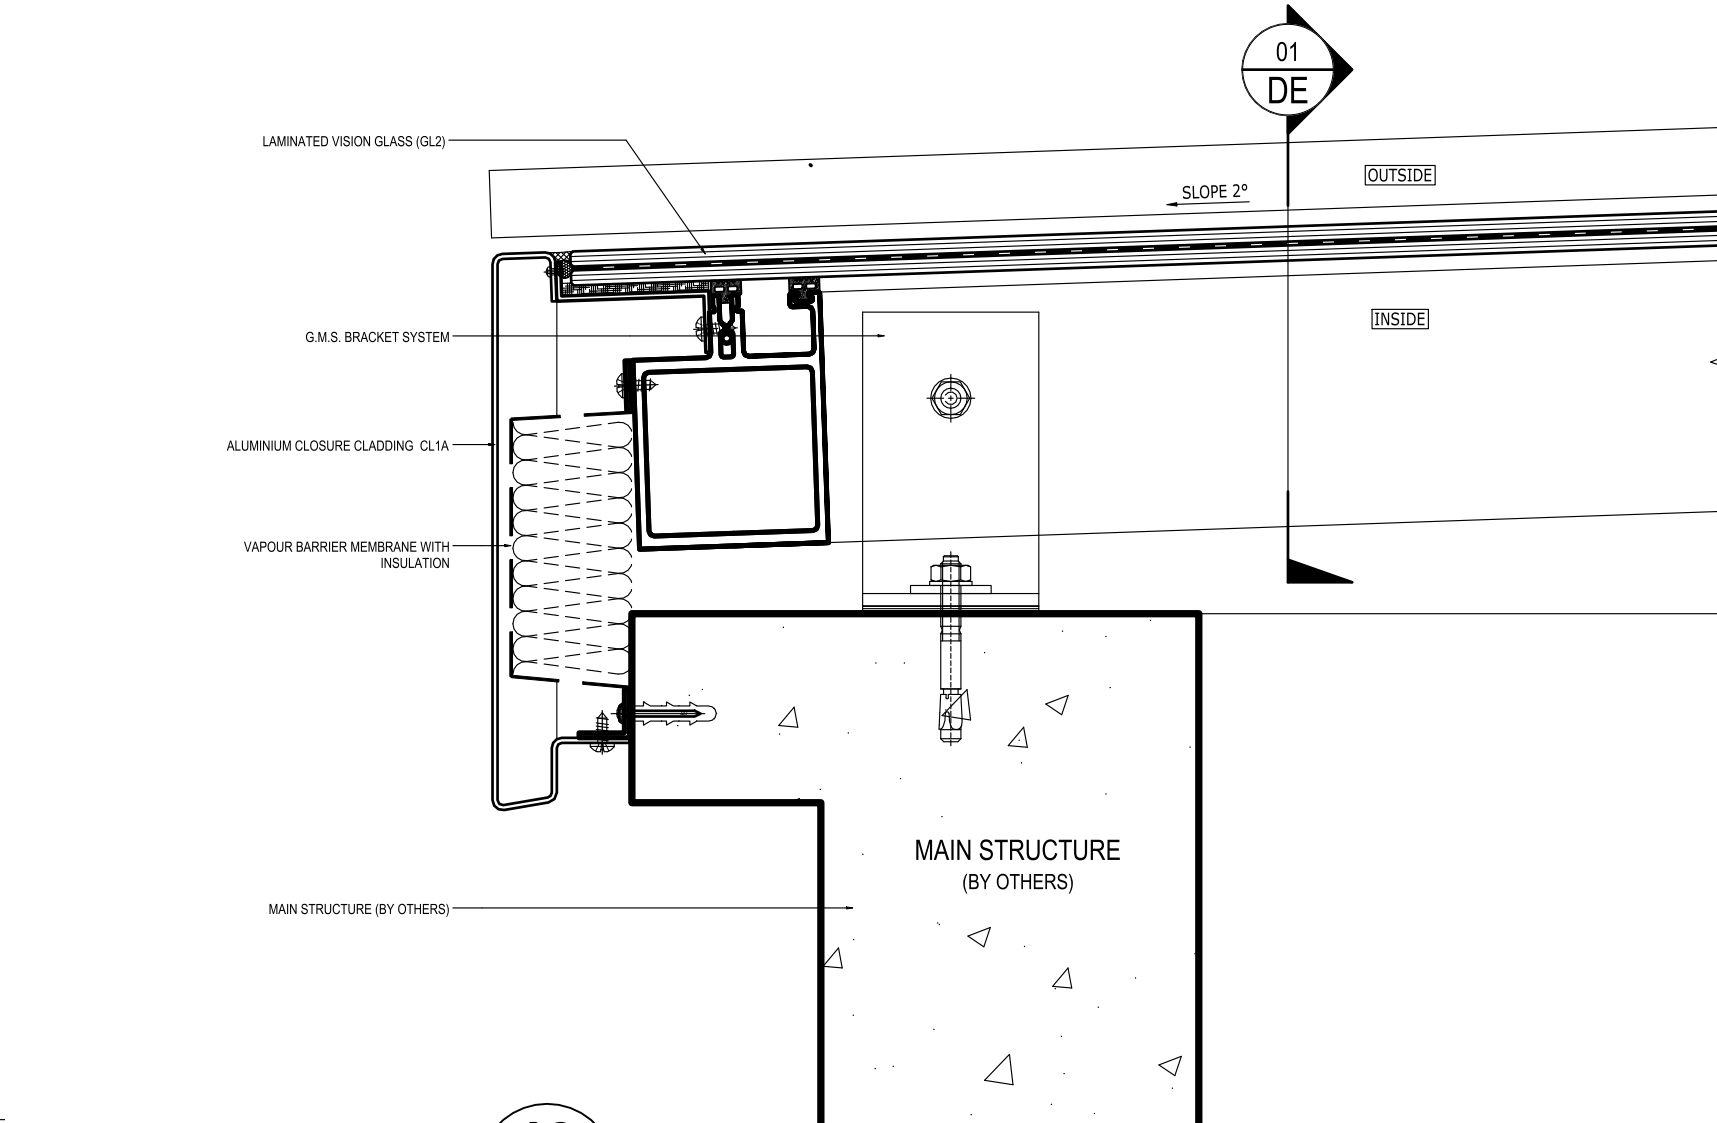 01
DE
LAMINATED VISION GLASS (GL2)
OUTSIDE
SLOPE 2°
INSIDE
G.M.S. BRACKET SYSTEM
ALUMINIUM CLOSURE CLADDING CL1A
VAPOUR BARRIER MEMBRANE WITH
INSULATION
MAIN STRUCTURE
(BY OTHERS)
MAIN STRUCTURE (BY OTHERS)